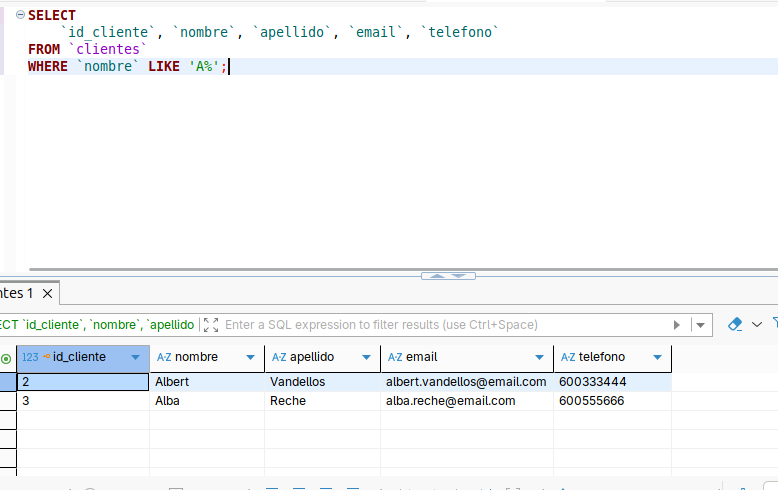 SELECT
`id_cliente`, `nombre`, `apellido`, `email`, `telefono`
FROM `clientes`
WHERE `nombre` LIKE 'A%';
ntes 1
ECT `id_cliente`, `nombre`, `apellido Enter a SQL expression to filter results (use Ctrl+Space)
123 id_cliente A-Z nombre A-Z apellido A-Z email A-Z telefono
2 Albert Vandellos albert.vandellos@email.com 600333444
3 Alba Reche alba.reche@email.com 600555666